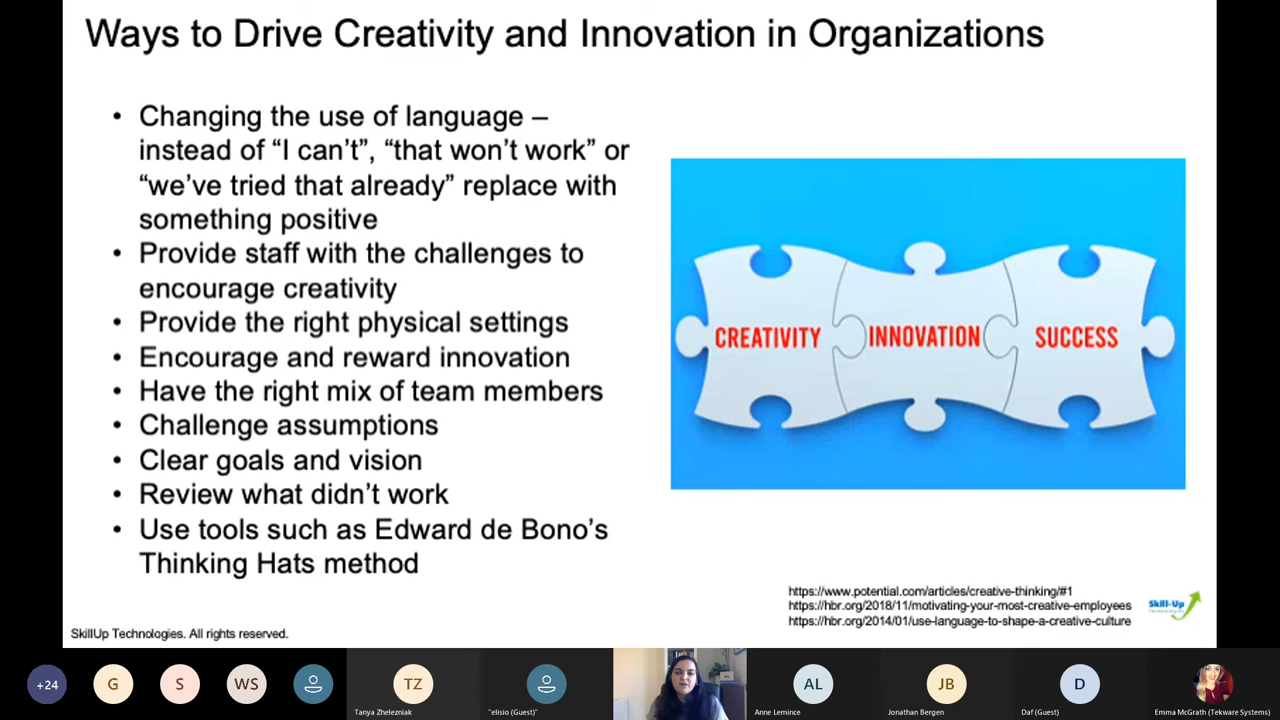 Ways to Drive Creativity and Innovation in Organizations
• Changing the use of language –
instead of “I can’t”, “that won’t work” or
“we’ve tried that already” replace with
something positive
• Provide staff with the challenges to
encourage creativity
• Provide the right physical settings
• Encourage and reward innovation
• Have the right mix of team members
• Challenge assumptions
• Clear goals and vision
• Review what didn’t work
• Use tools such as Edward de Bono’s
Thinking Hats method
CREATIVITY INNOVATION SUCCESS
https://www.potential.com/articles/creative-thinking/#1
https://hbr.org/2018/11/motivating-your-most-creative-employees
https://hbr.org/2014/01/use-language-to-shape-a-creative-culture
Skill-Up
SkillUp Technologies. All rights reserved.
+24 G S WS TZ AL JB D
Tanya Zhelezniak "elisio (Guest)" Anne Lemince Jonathan Bergen Daf (Guest) Emma McGrath (Tekware Systems)